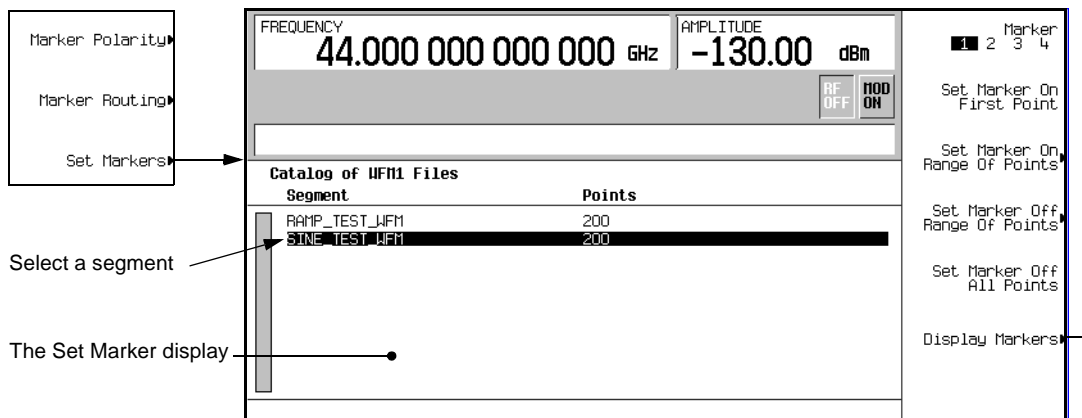 Marker Polarity
Marker Routing
Set Markers
Select a segment
The Set Marker display
FREQUENCY
44.000 000 000 000 GHz
AMPLITUDE
-130.00 dBm
RF
OFF
MOD
ON
Catalog of WFM1 Files
Segment Points
RAMP_TEST_WFM 200
SINE_TEST_WFM 200
Marker
1 2 3 4
Set Marker On
First Point
Set Marker On
Range Of Points
Set Marker Off
Range Of Points
Set Marker Off
All Points
Display Markers